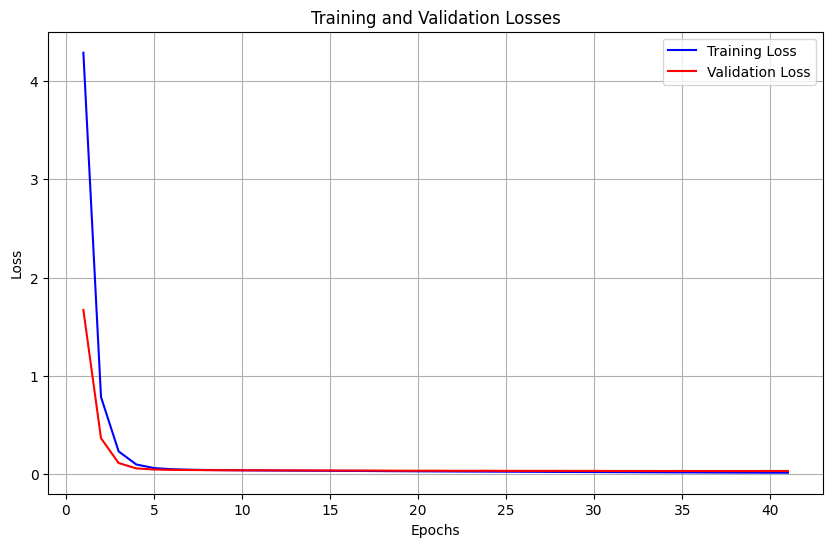 Training and Validation Losses
Training Loss
Validation Loss
4
3
2
1
0
Loss
0 5 10 15 20 25 30 35 40
Epochs